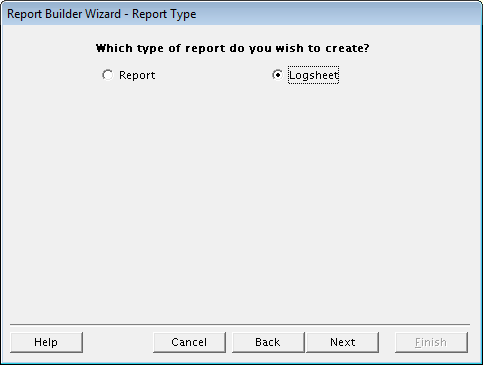 Report Builder Wizard - Report Type
Which type of report do you wish to create?
Report Logsheet
Help Cancel Back Next Finish